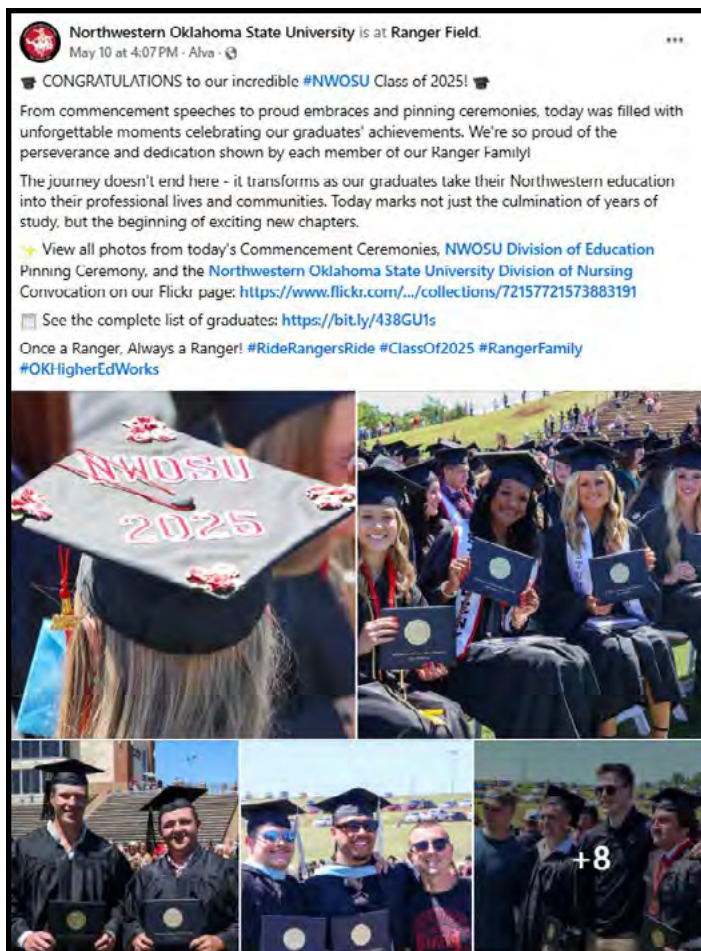 Northwestern Oklahoma State University is at Ranger Field.
May 10 at 4:07 PM · Alva ·
CONGRATULATIONS to our incredible #NWOSU Class of 2025!
From commencement speeches to proud embraces and pinning ceremonies, today was filled with
unforgettable moments celebrating our graduates' achievements. We're so proud of the
perseverance and dedication shown by each member of our Ranger Family!
The journey doesn't end here - it transforms as our graduates take their Northwestern education
into their professional lives and communities. Today marks not just the culmination of years of
study, but the beginning of exciting new chapters.
View all photos from today's Commencement Ceremonies, NWOSU Division of Education
Pinning Ceremony, and the Northwestern Oklahoma State University Division of Nursing
Convocation on our Flickr page: https://www.flickr.com/.../collections/72157721573883191
See the complete list of graduates: https://bit.ly/438GU1s
Once a Ranger, Always a Ranger! #RideRangersRide #ClassOf2025 #RangerFamily
#OKHigherEdWorks
NWOSU
2025
+8